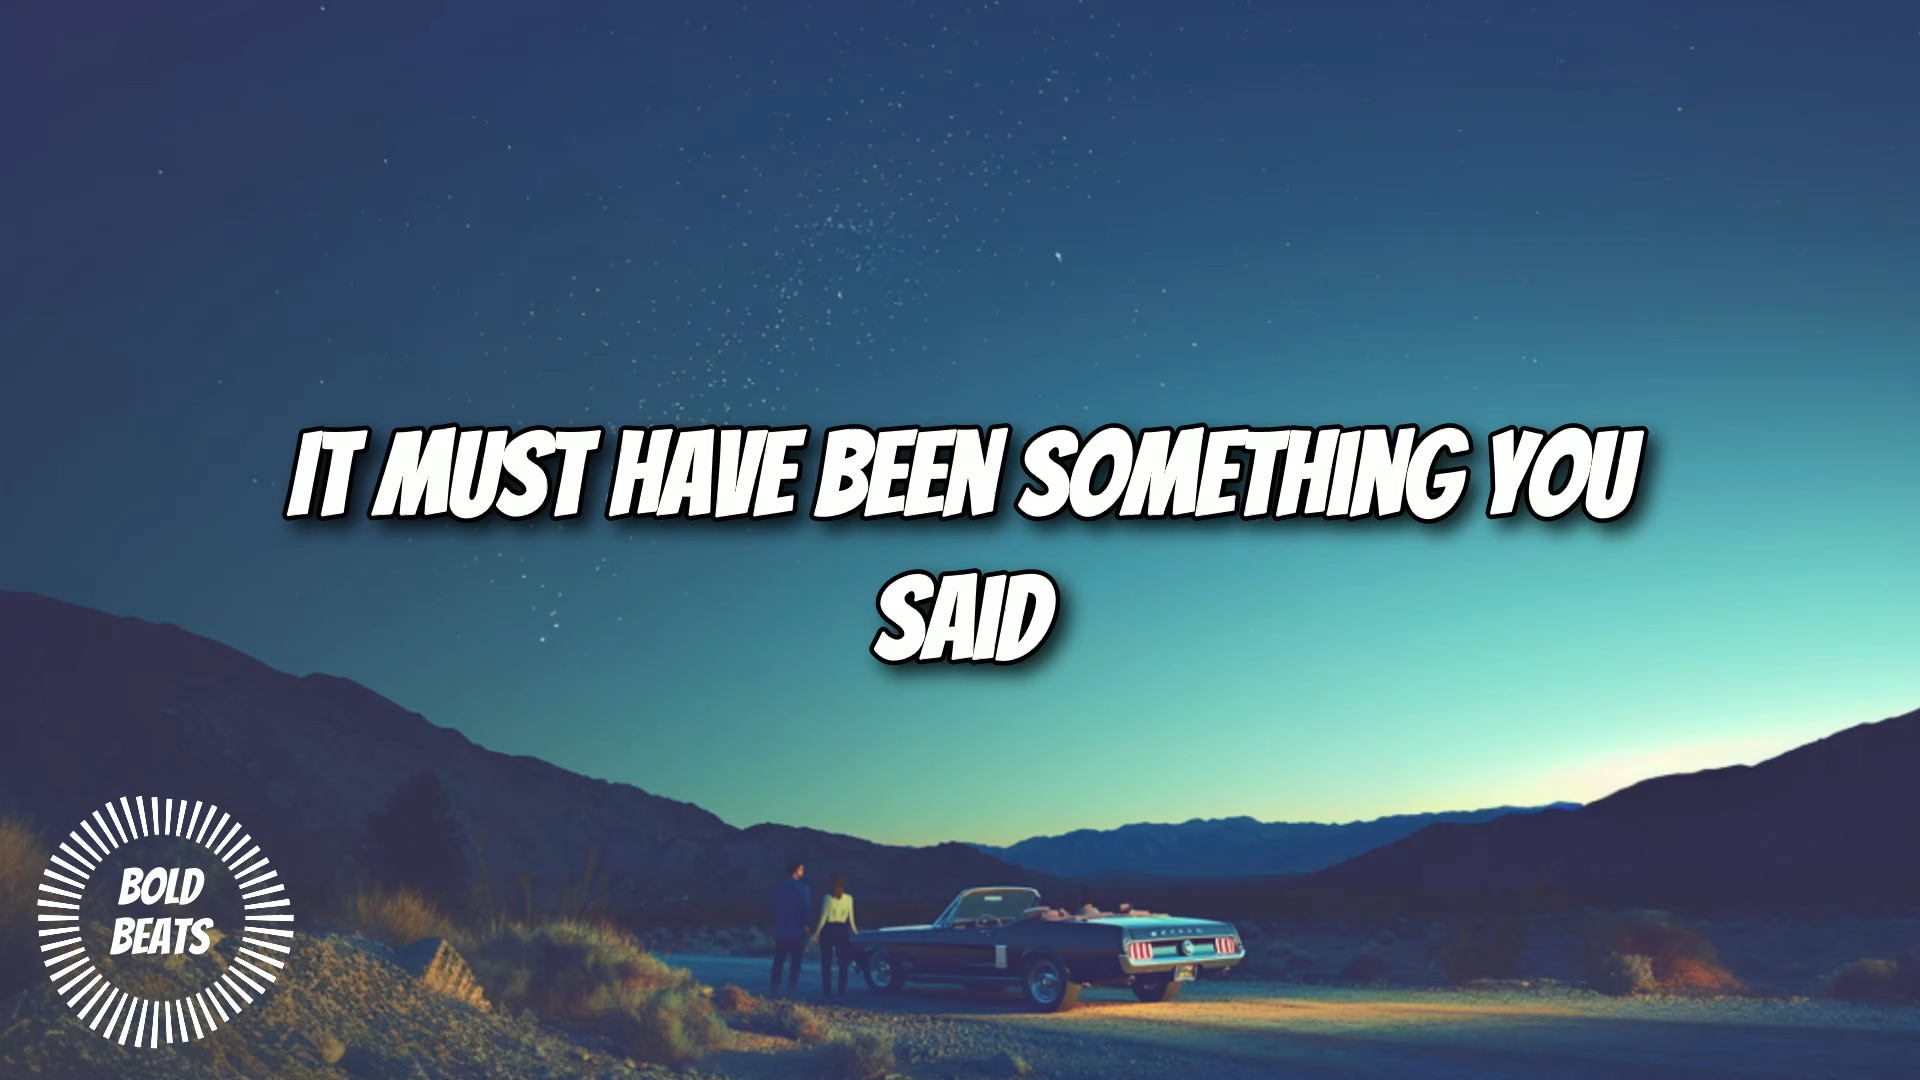 IT MUST HAVE BEEN SOMETHING YOU
SAID
BOLD
BEATS